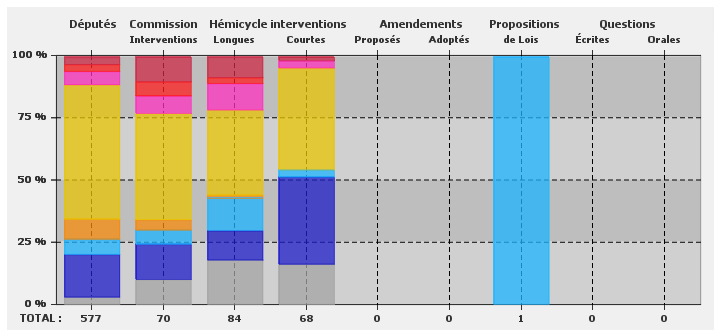 Députés Commission Hémicycle interventions Amendements Propositions Questions
Interventions Longues Courtes Proposés Adoptés de Lois Écrites Orales
100 %
75 %
50 %
25 %
0 %
TOTAL : 577 70 84 68 0 0 1 0 0